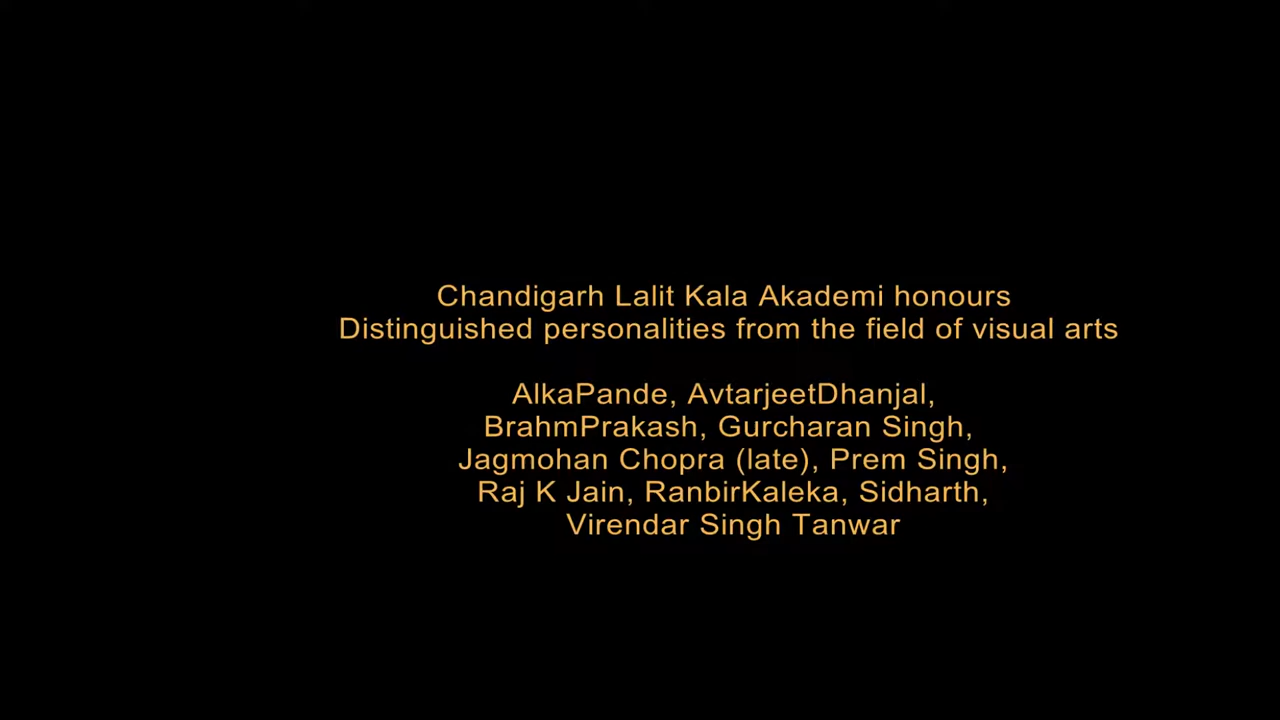 Chandigarh Lalit Kala Akademi honours
Distinguished personalities from the field of visual arts
AlkaPande, AvtarjeetDhanjal,
BrahmPrakash, Gurcharan Singh,
Jagmohan Chopra (late), Prem Singh,
Raj K Jain, RanbirKaleka, Sidharth,
Virendar Singh Tanwar